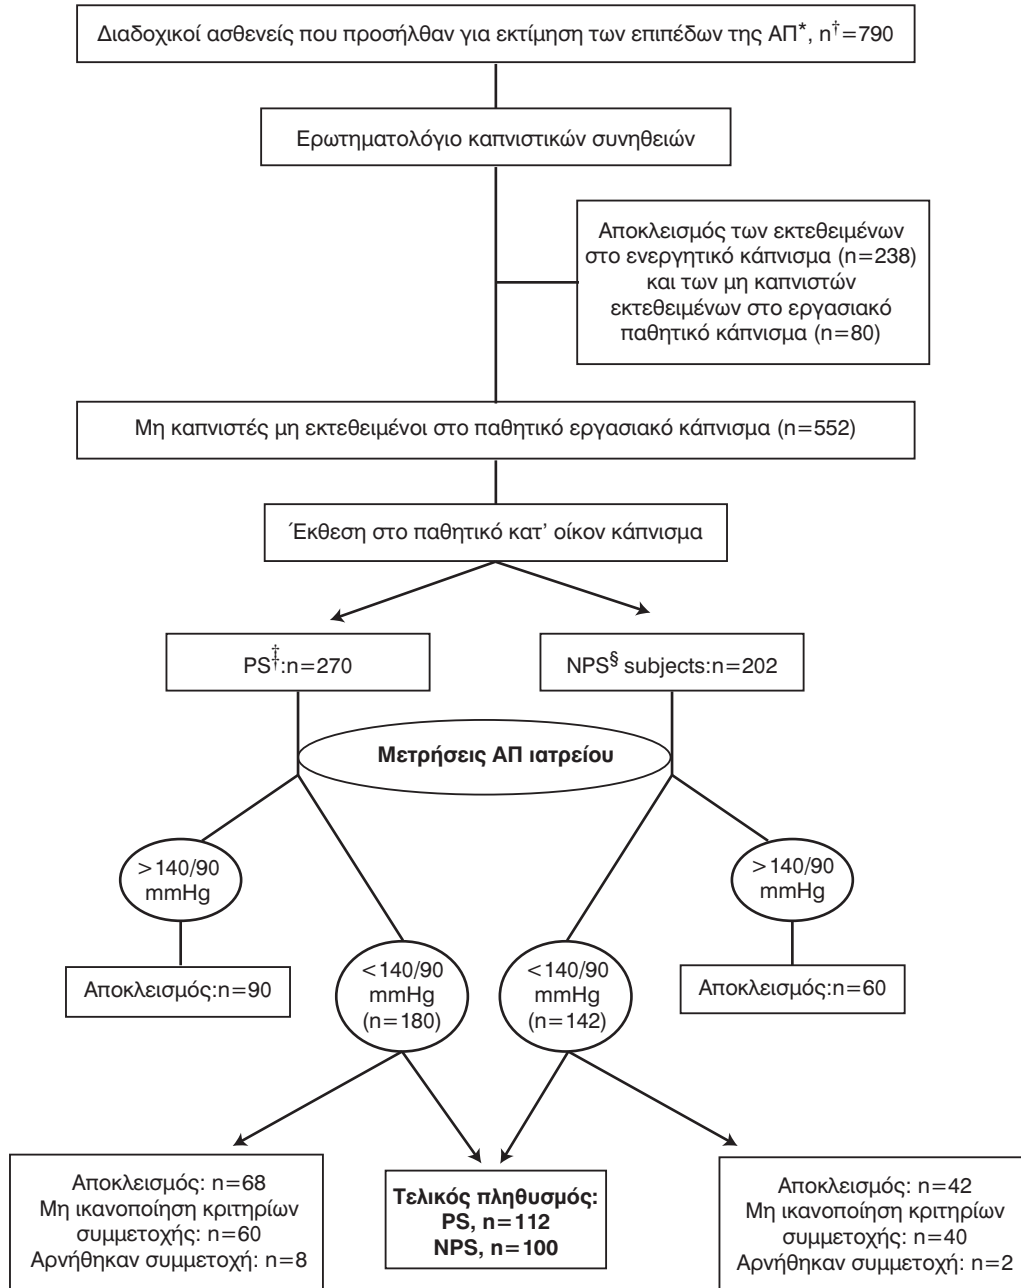 Διαδοχικοί ασθενείς που προσήλθαν για εκτίμηση των επιπέδων της ΑΠ*, n†=790
Ερωτηματολόγιο καπνιστικών συνηθειών
Αποκλεισμός των εκτεθειμένων
στο ενεργητικό κάπνισμα (n=238)
και των μη καπνιστών
εκτεθειμένων στο εργασιακό
παθητικό κάπνισμα (n=80)
Μη καπνιστές μη εκτεθειμένοι στο παθητικό εργασιακό κάπνισμα (n=552)
Έκθεση στο παθητικό κατ’ οίκον κάπνισμα
PS‡:n=270
NPS§ subjects:n=202
Μετρήσεις ΑΠ ιατρείου
>140/90
mmHg
>140/90
mmHg
<140/90
mmHg
(n=180)
<140/90
mmHg
(n=142)
Αποκλεισμός:n=90
Αποκλεισμός:n=60
Αποκλεισμός: n=68
Μη ικανοποίηση κριτηρίων
συμμετοχής: n=60
Αρνήθηκαν συμμετοχή: n=8
Τελικός πληθυσμός:
PS, n=112
NPS, n=100
Αποκλεισμός: n=42
Μη ικανοποίηση κριτηρίων
συμμετοχής: n=40
Αρνήθηκαν συμμετοχή: n=2